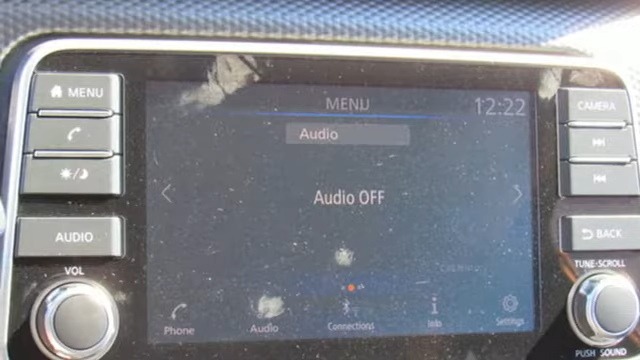 MENU
MENU
12:22
CAMERA
Audio
Audio OFF
AUDIO
BACK
VOL
TUNE-SCROLL
Phone
Audio
Connections
Info
Settings
PUSH SOUND